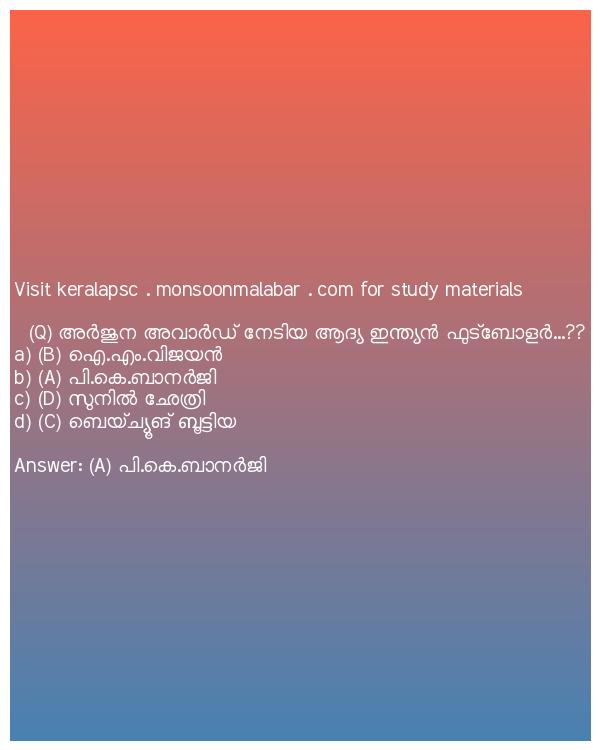 Visit keralapsc . monsoonmalabar . com for study materials
(Q) അർജുന അവാർഡ് നേടിയ ആദ്യ ഇന്ത്യൻ ഫുട്ബോളർ...??
a) (B) ഐ.എം.വിജയൻ
b) (A) പി.കെ.ബാനർജി
c) (D) സുനിൽ ഛേത്രി
d) (C) ബെയ്ച്യൂങ് ബൂട്ടിയ
Answer: (A) പി.കെ.ബാനർജി